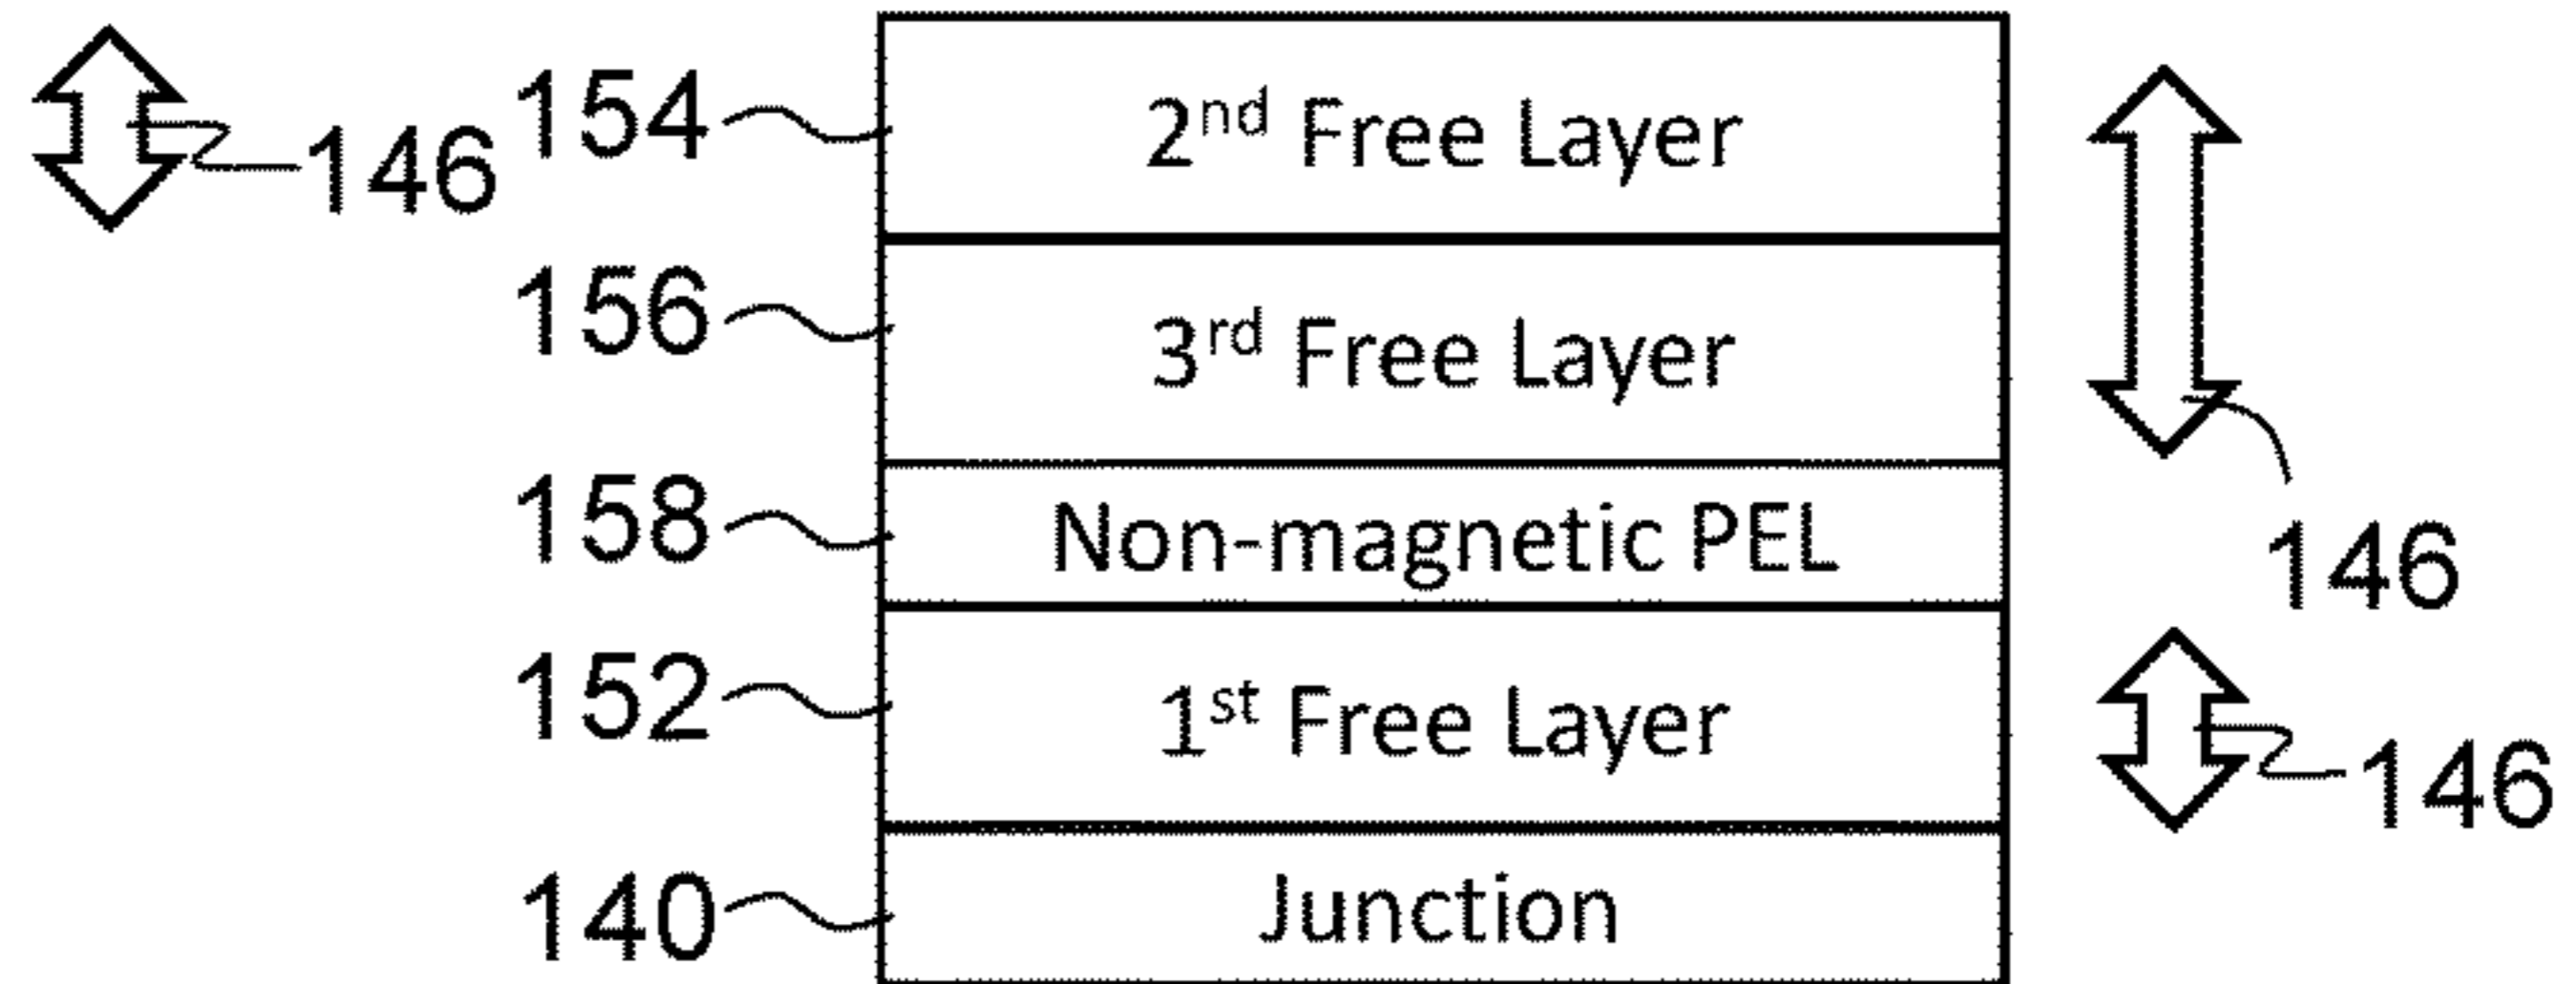 154 2nd Free Layer
146
156 3rd Free Layer
158 Non-magnetic PEL
146
152 1st Free Layer
146
140 Junction